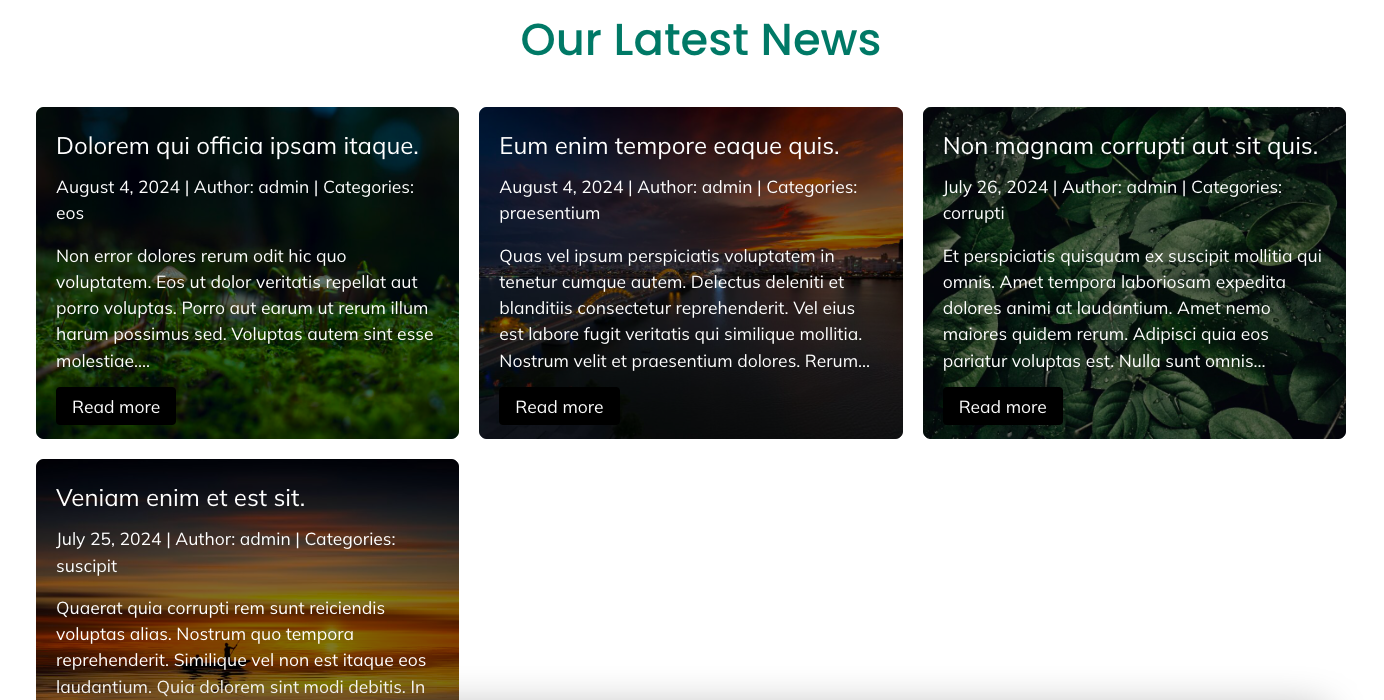 Our Latest News
Dolorem qui officia ipsam itaque.
August 4, 2024 | Author: admin | Categories:
eos
Non error dolores rerum odit hic quo
voluptatem. Eos ut dolor veritatis repellat aut
porro voluptas. Porro aut earum ut rerum illum
harum possimus sed. Voluptas autem sint esse
molestiae....
Read more
Eum enim tempore eaque quis.
August 4, 2024 | Author: admin | Categories:
praesentium
Quas vel ipsum perspiciatis voluptatem in
tenetur cumque autem. Delectus deleniti et
blanditiis consectetur reprehenderit. Vel eius
est labore fugit veritatis qui similique mollitia.
Nostrum velit et praesentium dolores. Rerum...
Read more
Non magnam corrupti aut sit quis.
July 26, 2024 | Author: admin | Categories:
corrupti
Et perspiciatis quisquam ex suscipit mollitia qui
omnis. Amet tempora laboriosam expedita
dolores animi at laudantium. Amet nemo
maiores quidem rerum. Adipisci quia eos
pariatur voluptas est. Nulla sunt omnis...
Read more
Veniam enim et est sit.
July 25, 2024 | Author: admin | Categories:
suscipit
Quaerat quia corrupti rem sunt reiciendis
voluptas alias. Nostrum quo tempora
reprehenderit. Similique vel non est itaque eos
laudantium. Quia dolorem sint modi debitis. In